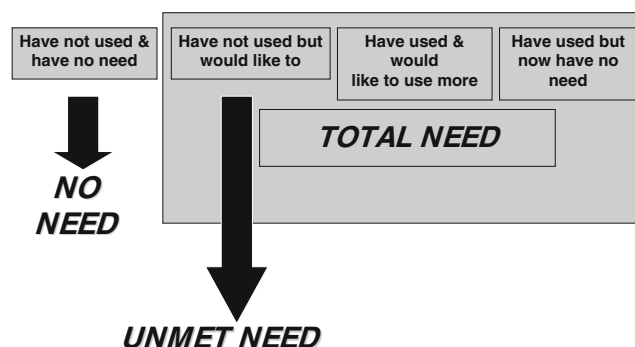 Have not used &
have no need
Have not used but
would like to
Have used &
would
like to use more
Have used but
now have no
need
TOTAL NEED
NO
NEED
UNMET NEED